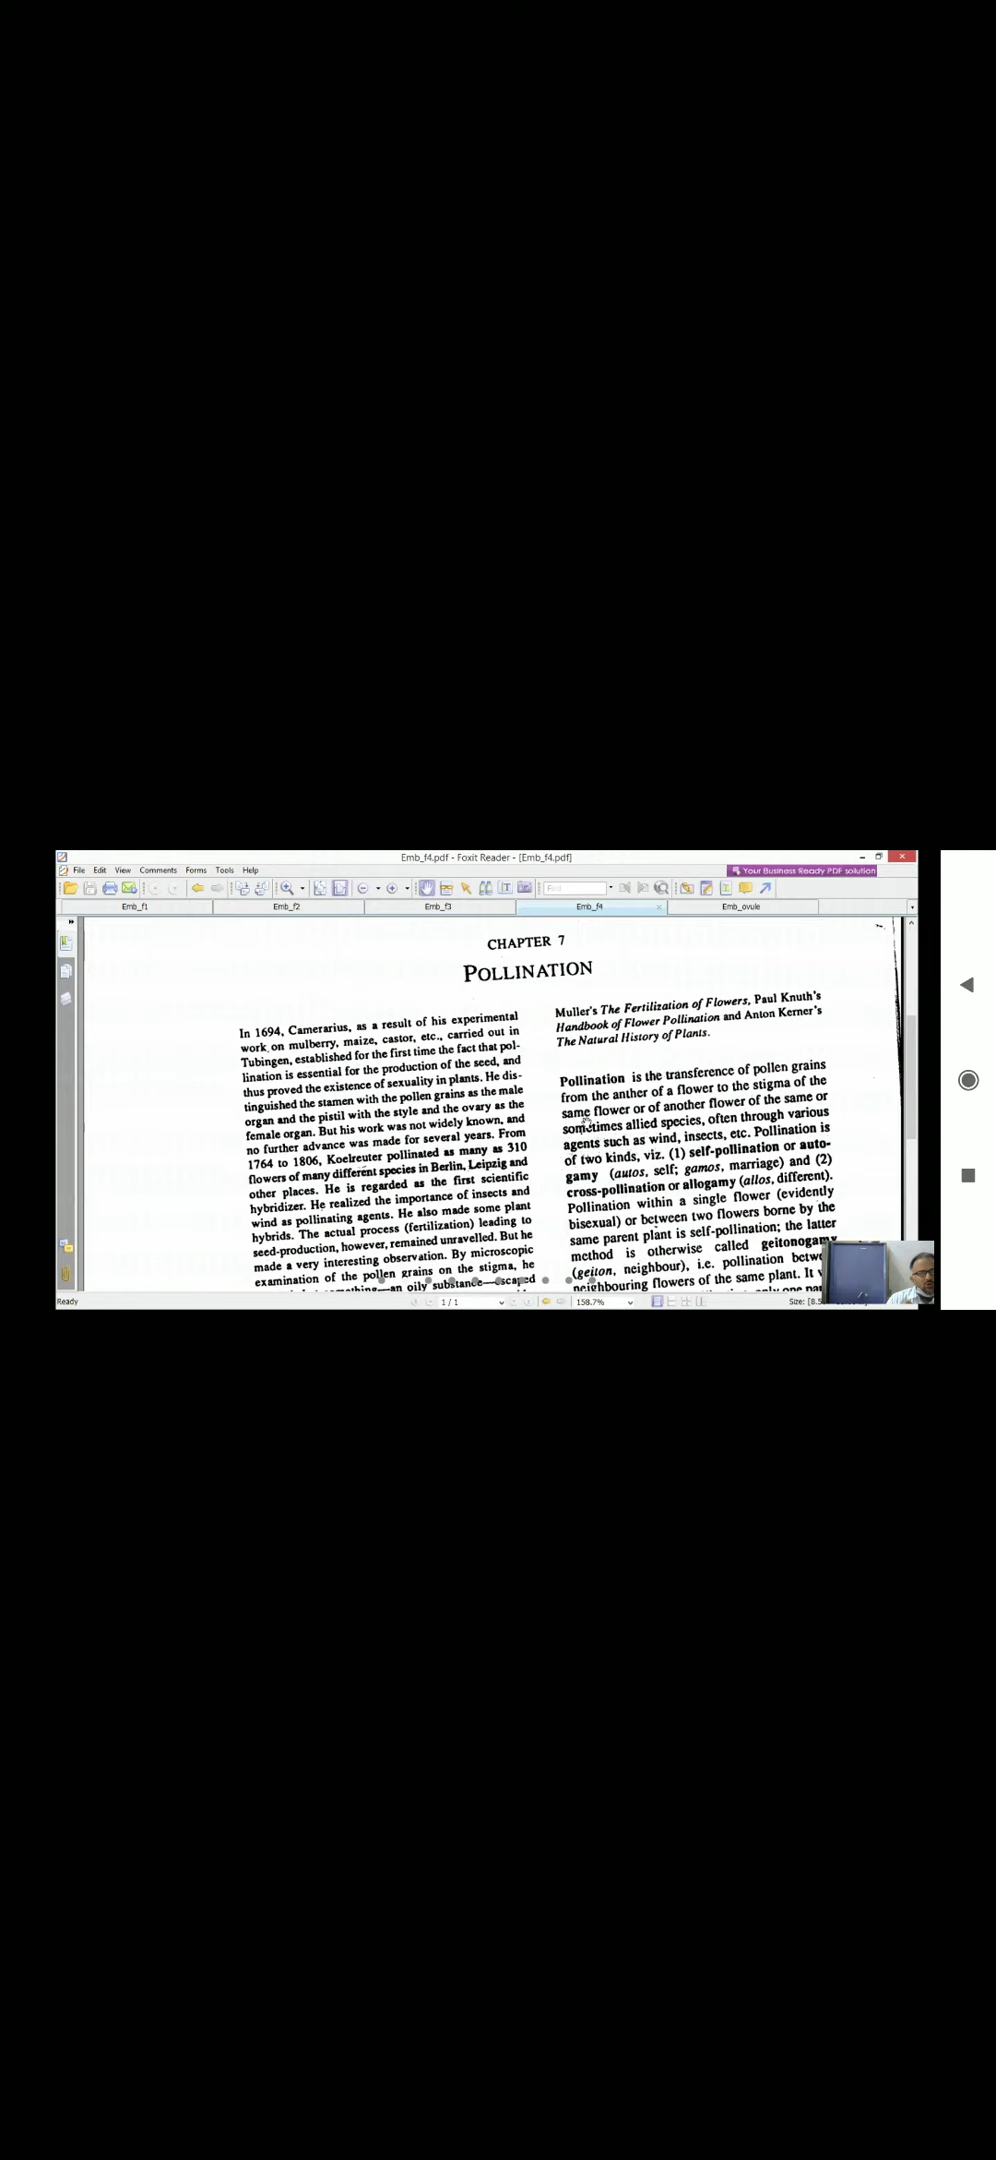 Emb_f4.pdf - Foxit Reader - [Emb_f4.pdf]
File Edit View Comments Forms Tools Help
Your Business Ready PDF solution
Find
Emb_f1 Emb_f2 Emb_f3 Emb_f4 Emb_ovule
CHAPTER 7
POLLINATION
In 1694, Camerarius, as a result of his experimental
work on mulberry, maize, castor, etc., carried out in
Tubingen, established for the first time the fact that pol-
lination is essential for the production of the seed, and
thus proved the existence of sexuality in plants. He dis-
tinguished the stamen with the pollen grains as the male
organ and the pistil with the style and the ovary as the
female organ. But his work was not widely known, and
no further advance was made for several years. From
1764 to 1806, Koelreuter pollinated as many as 310
flowers of many different species in Berlin, Leipzig and
other places. He is regarded as the first scientific
hybridizer. He realized the importance of insects and
wind as pollinating agents. He also made some plant
hybrids. The actual process (fertilization) leading to
seed-production, however, remained unravelled. But he
made a very interesting observation. By microscopic
examination of the pollen grains on the stigma, he
an oily substance—escaped
Muller's The Fertilization of Flowers, Paul Knuth's
Handbook of Flower Pollination and Anton Kerner's
The Natural History of Plants.
Pollination is the transference of pollen grains
from the anther of a flower to the stigma of the
same flower or of another flower of the same or
sometimes allied species, often through various
agents such as wind, insects, etc. Pollination is
of two kinds, viz. (1) self-pollination or auto-
gamy (autos, self; gamos, marriage) and (2)
cross-pollination or allogamy (allos, different).
Pollination within a single flower (evidently
bisexual) or between two flowers borne by the
same parent plant is self-pollination; the latter
method is otherwise called geitonogamy
(geiton, neighbour), i.e. pollination betwe
neighbouring flowers of the same plant. It
only one
Ready 1/1 158.7% Size: [8.5